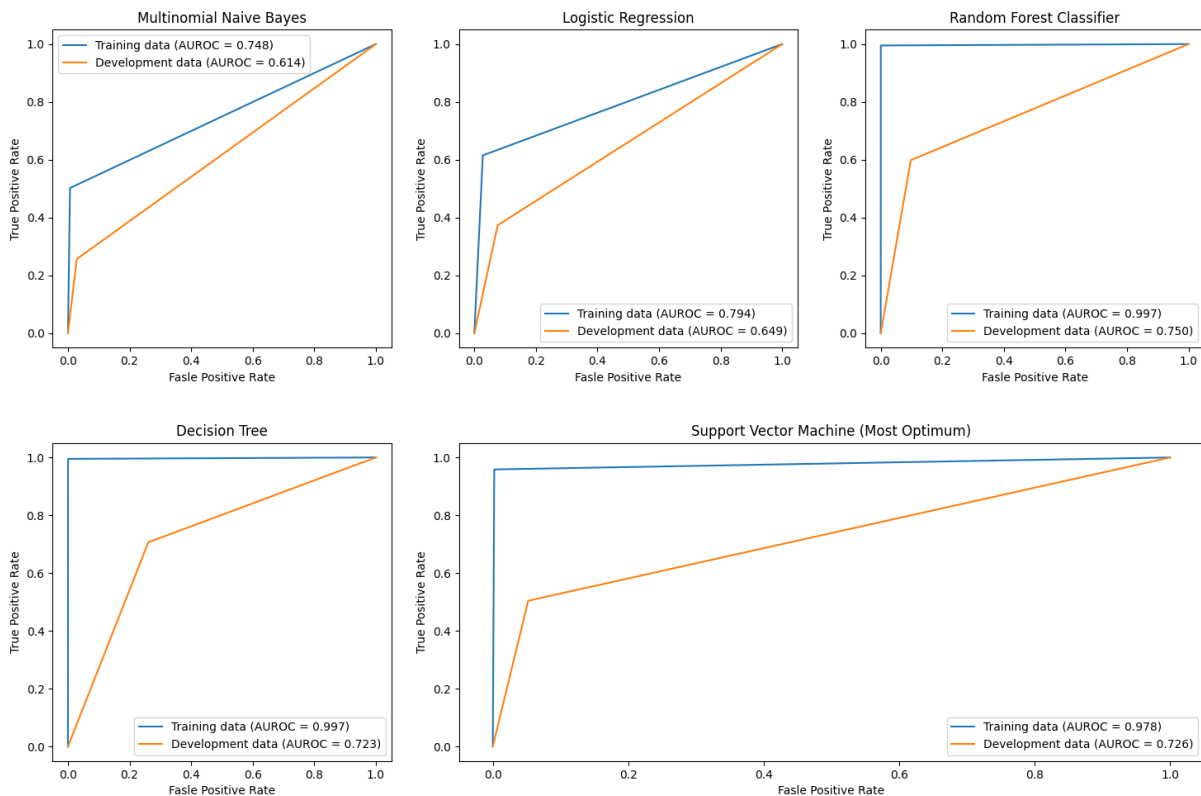 Multinomial Naive Bayes
True Positive Rate
1.0
0.8
0.6
0.4
0.2
0.0
Training data (AUROC = 0.748)
Development data (AUROC = 0.614)
0.0 0.2 0.4 0.6 0.8 1.0
Fasle Positive Rate
Logistic Regression
True Positive Rate
1.0
0.8
0.6
0.4
0.2
0.0
Training data (AUROC = 0.794)
Development data (AUROC = 0.649)
0.0 0.2 0.4 0.6 0.8 1.0
Fasle Positive Rate
Random Forest Classifier
True Positive Rate
1.0
0.8
0.6
0.4
0.2
0.0
Training data (AUROC = 0.997)
Development data (AUROC = 0.750)
0.0 0.2 0.4 0.6 0.8 1.0
Fasle Positive Rate
Decision Tree
True Positive Rate
1.0
0.8
0.6
0.4
0.2
0.0
Training data (AUROC = 0.997)
Development data (AUROC = 0.723)
0.0 0.2 0.4 0.6 0.8 1.0
Fasle Positive Rate
Support Vector Machine (Most Optimum)
True Positive Rate
1.0
0.8
0.6
0.4
0.2
0.0
Training data (AUROC = 0.978)
Development data (AUROC = 0.726)
0.0 0.2 0.4 0.6 0.8 1.0
Fasle Positive Rate